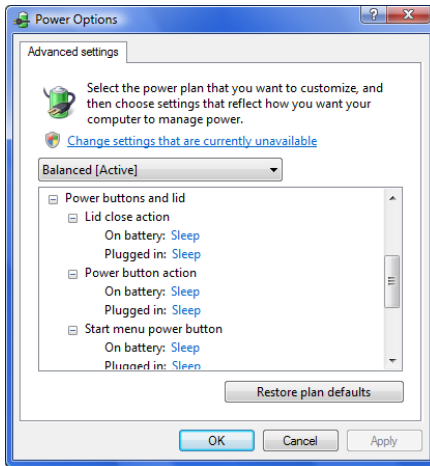 Power Options
Advanced settings
Select the power plan that you want to customize, and
then choose settings that reflect how you want your
computer to manage power.
Change settings that are currently unavailable
Balanced [Active]
Power buttons and lid
Lid close action
On battery: Sleep
Plugged in: Sleep
Power button action
On battery: Sleep
Plugged in: Sleep
Start menu power button
On battery: Sleep
Plugged in: Sleep
Restore plan defaults
OK
Cancel
Apply